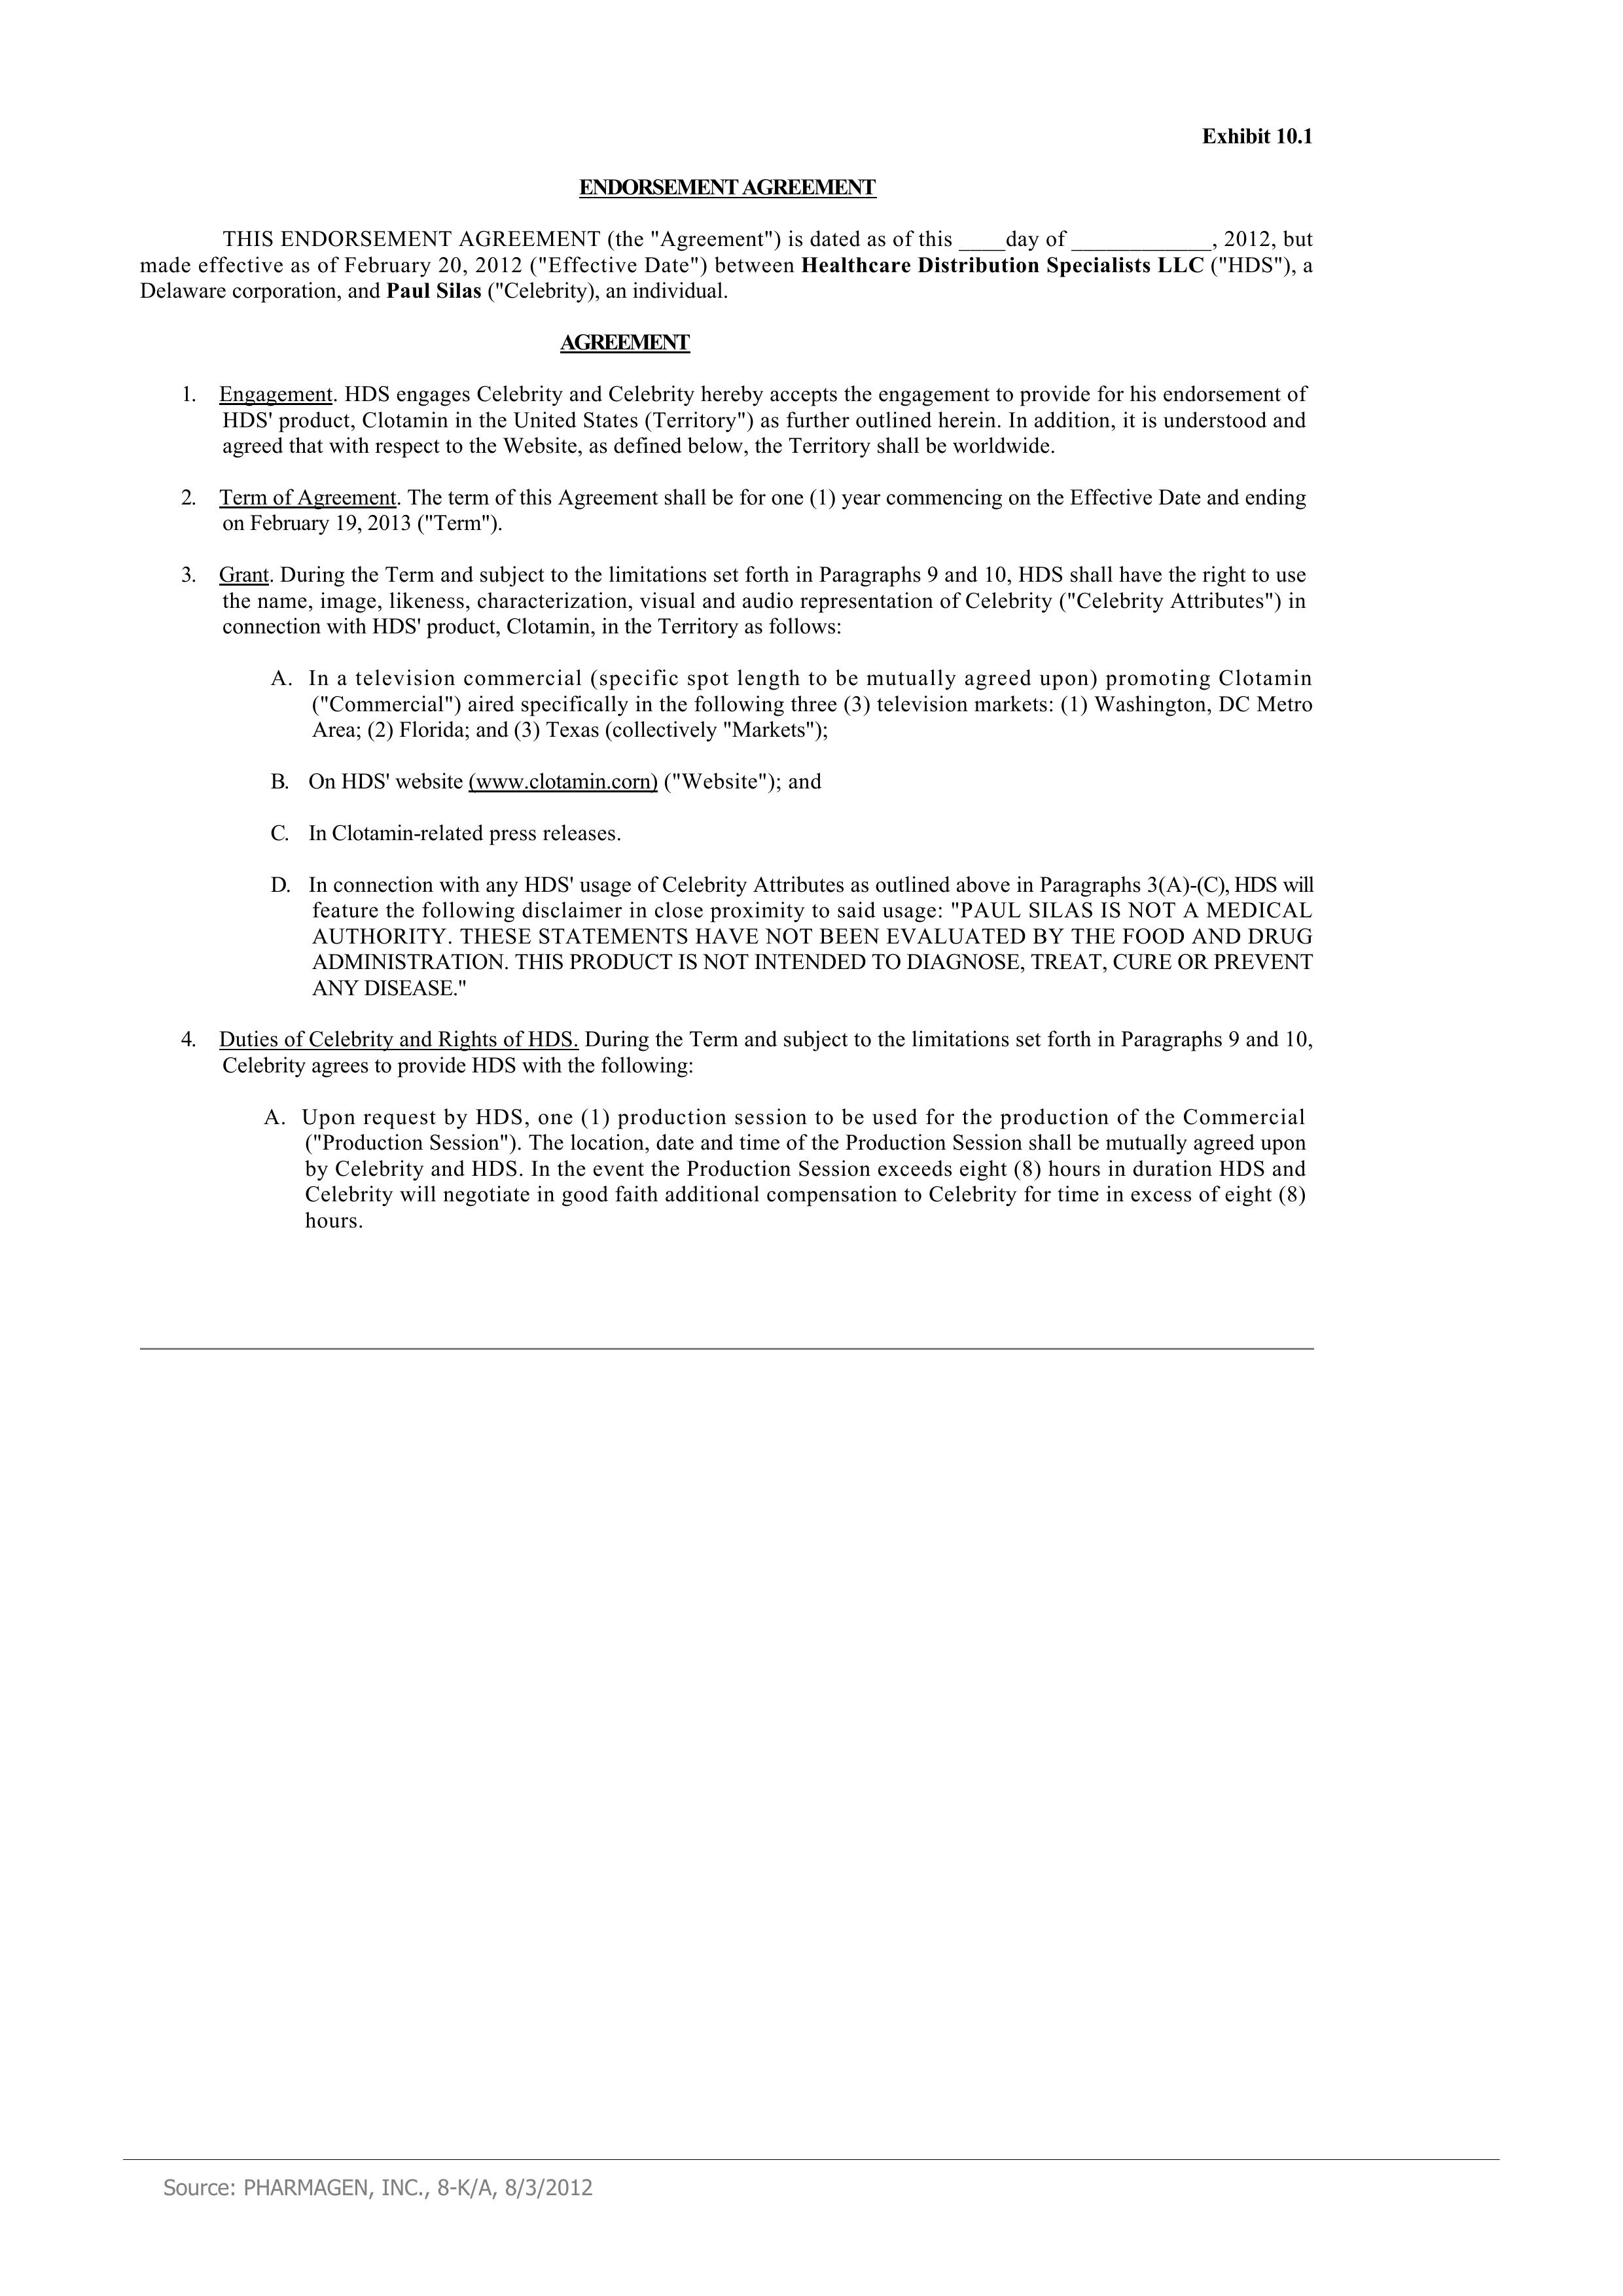 Exhibit 10.1
ENDORSEMENT AGREEMENT
THIS ENDORSEMENT AGREEMENT (the "Agreement") is dated as of this ____day of ____________, 2012, but
made effective as of February 20, 2012 ("Effective Date") between Healthcare Distribution Specialists LLC ("HDS"), a
Delaware corporation, and Paul Silas ("Celebrity), an individual.
AGREEMENT
1. Engagement. HDS engages Celebrity and Celebrity hereby accepts the engagement to provide for his endorsement of
HDS' product, Clotamin in the United States (Territory") as further outlined herein. In addition, it is understood and
agreed that with respect to the Website, as defined below, the Territory shall be worldwide.
2. Term of Agreement. The term of this Agreement shall be for one (1) year commencing on the Effective Date and ending
on February 19, 2013 ("Term").
3. Grant. During the Term and subject to the limitations set forth in Paragraphs 9 and 10, HDS shall have the right to use
the name, image, likeness, characterization, visual and audio representation of Celebrity ("Celebrity Attributes") in
connection with HDS' product, Clotamin, in the Territory as follows:
A. In a television commercial (specific spot length to be mutually agreed upon) promoting Clotamin
("Commercial") aired specifically in the following three (3) television markets: (1) Washington, DC Metro
Area; (2) Florida; and (3) Texas (collectively "Markets");
B. On HDS' website (www.clotamin.corn) ("Website"); and
C. In Clotamin-related press releases.
D. In connection with any HDS' usage of Celebrity Attributes as outlined above in Paragraphs 3(A)-(C), HDS will
feature the following disclaimer in close proximity to said usage: "PAUL SILAS IS NOT A MEDICAL
AUTHORITY. THESE STATEMENTS HAVE NOT BEEN EVALUATED BY THE FOOD AND DRUG
ADMINISTRATION. THIS PRODUCT IS NOT INTENDED TO DIAGNOSE, TREAT, CURE OR PREVENT
ANY DISEASE."
4. Duties of Celebrity and Rights of HDS. During the Term and subject to the limitations set forth in Paragraphs 9 and 10,
Celebrity agrees to provide HDS with the following:
A. Upon request by HDS, one (1) production session to be used for the production of the Commercial
("Production Session"). The location, date and time of the Production Session shall be mutually agreed upon
by Celebrity and HDS. In the event the Production Session exceeds eight (8) hours in duration HDS and
Celebrity will negotiate in good faith additional compensation to Celebrity for time in excess of eight (8)
hours.
Source: PHARMAGEN, INC., 8-K/A, 8/3/2012